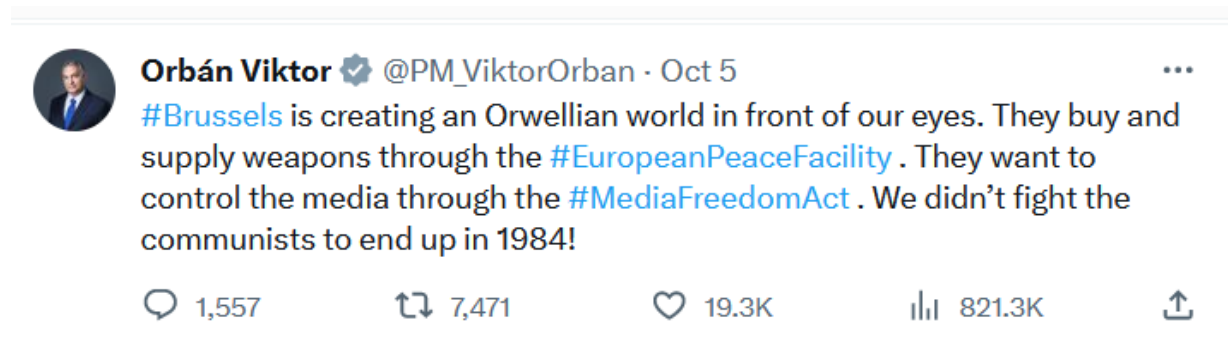 Orbán Viktor @PM_ViktorOrban · Oct 5
#Brussels is creating an Orwellian world in front of our eyes. They buy and
supply weapons through the #EuropeanPeaceFacility . They want to
control the media through the #MediaFreedomAct . We didn’t fight the
communists to end up in 1984!
1,557 7,471 19.3K 821.3K